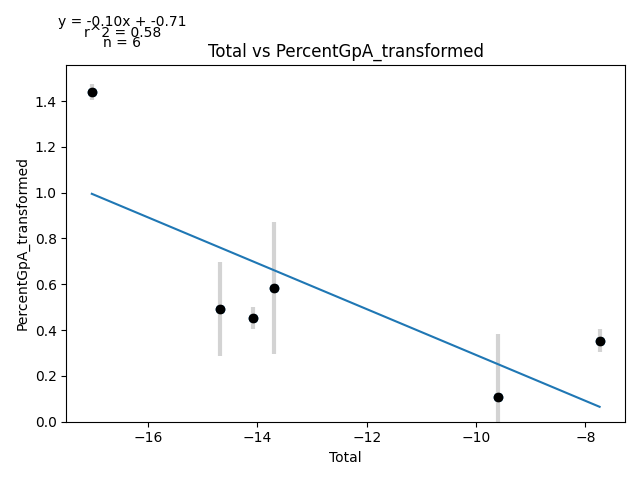 y = -0.10x + -0.71
r^2 = 0.58
n = 6
Total vs PercentGpA_transformed
PercentGpA_transformed
1.4
1.2
1.0
0.8
0.6
0.4
0.2
0.0
−16
−14
−12
−10
−8
Total